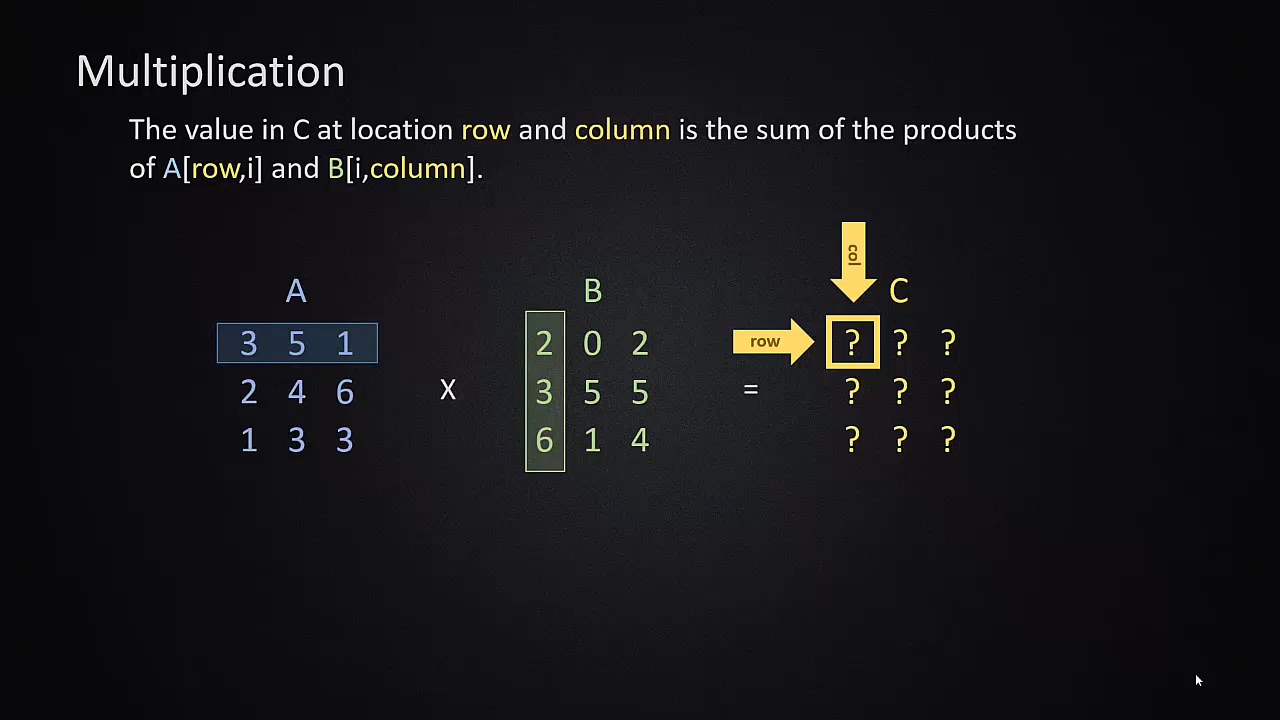 Multiplication
The value in C at location row and column is the sum of the products
of A[row,i] and B[i,column].
col
A B C
3 5 1 2 0 2 row ? ? ?
2 4 6 X 3 5 5 = ? ? ?
1 3 3 6 1 4 ? ? ?